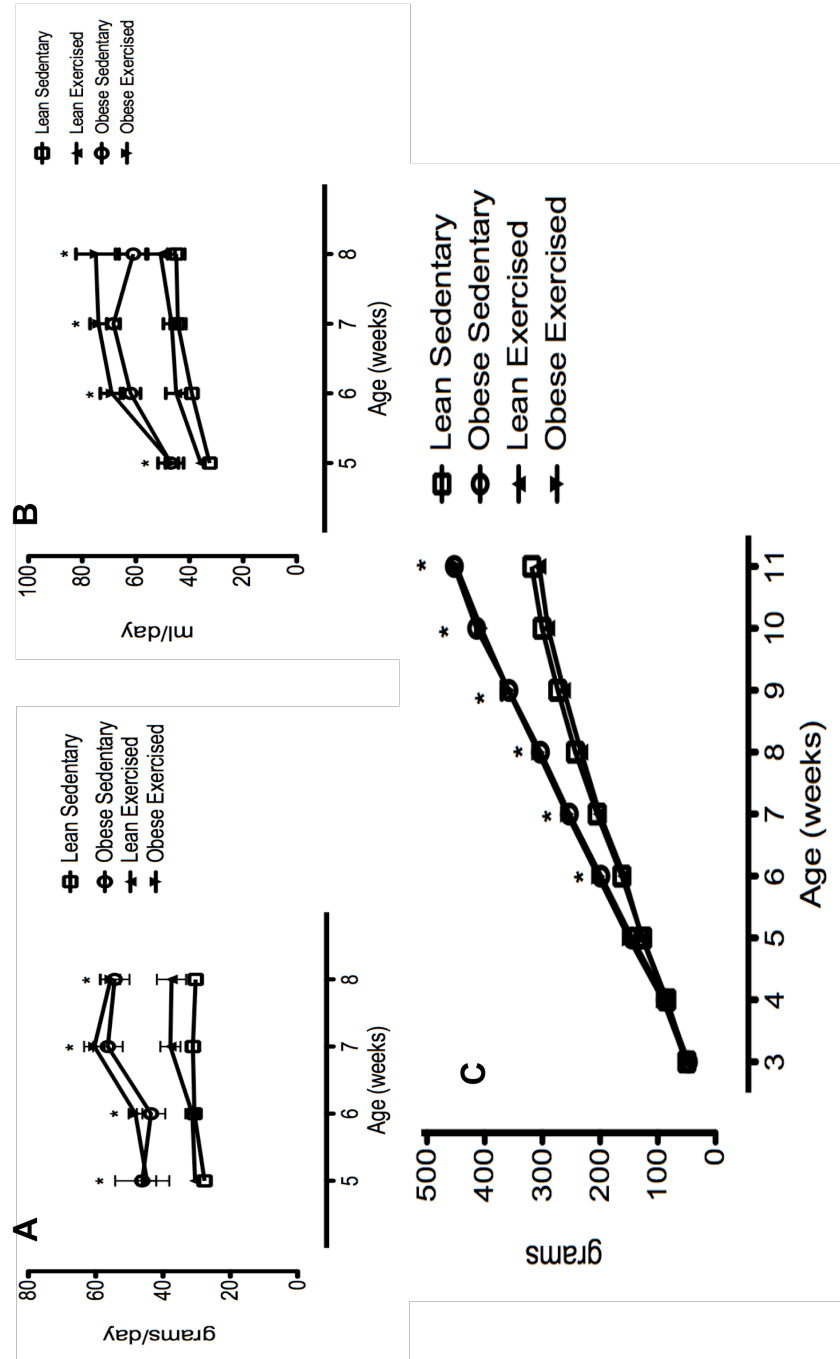 A
80
60
40
20
0
grams/day
5
6
7
8
Age (weeks)
*
*
*
*
Lean Sedentary
Obese Sedentary
Lean Exercised
Obese Exercised
B
100
80
60
40
20
0
ml/day
5
6
7
8
Age (weeks)
*
*
*
*
Lean Sedentary
Lean Exercised
Obese Sedentary
Obese Exercised
C
500
400
300
200
100
0
grams
3
4
5
6
7
8
9
10
11
Age (weeks)
*
*
*
*
*
*
Lean Sedentary
Obese Sedentary
Lean Exercised
Obese Exercised